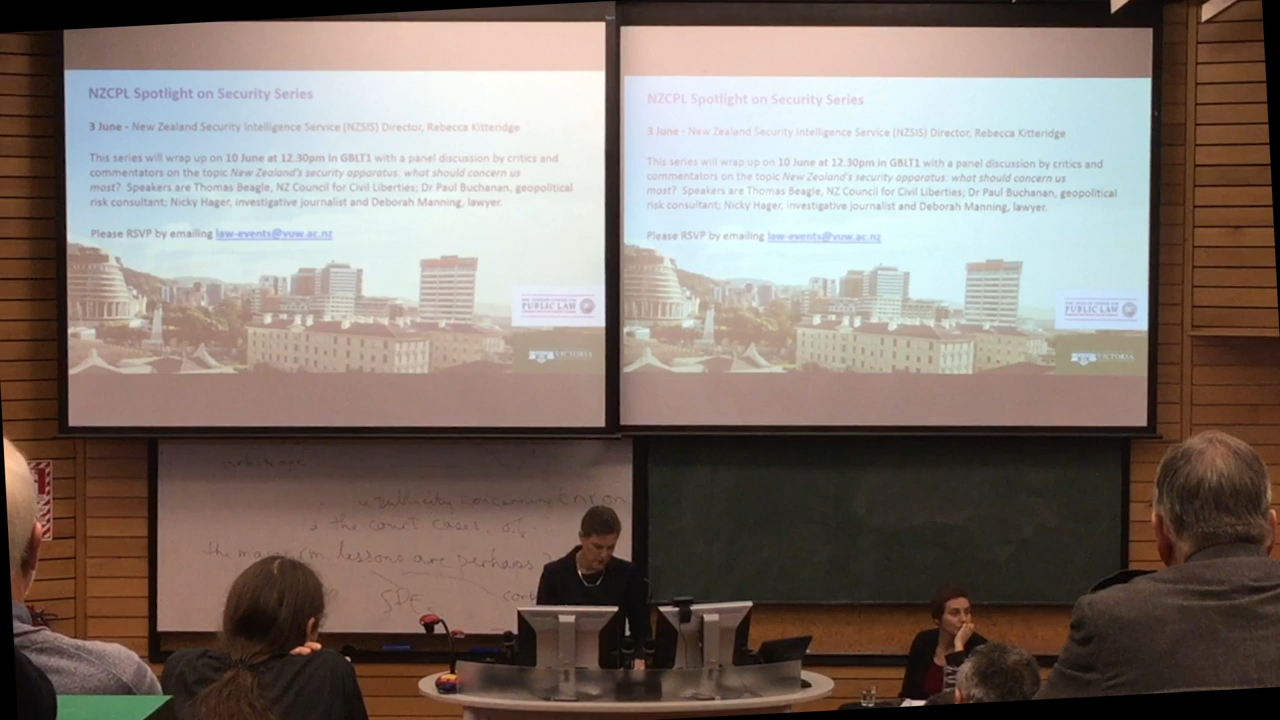 NZCPL Spotlight on Security Series
3 June - New Zealand Security Intelligence Service (NZSIS) Director, Rebecca Kitteridge
This series will wrap up on 10 June at 12.30pm in GBLT1 with a panel discussion by critics and
commentators on the topic New Zealand's security apparatus: what should concern us
most? Speakers are Thomas Beagle, NZ Council for Civil Liberties; Dr Paul Buchanan, geopolitical
risk consultant; Nicky Hager, investigative journalist and Deborah Manning, lawyer.
Please RSVP by emailing law-events@vuw.ac.nz
PUBLIC LAW
VICTORIA
NZCPL Spotlight on Security Series
3 June - New Zealand Security Intelligence Service (NZSIS) Director, Rebecca Kitteridge
This series will wrap up on 10 June at 12.30pm in GBLT1 with a panel discussion by critics and
commentators on the topic New Zealand's security apparatus: what should concern us
most? Speakers are Thomas Beagle, NZ Council for Civil Liberties; Dr Paul Buchanan, geopolitical
risk consultant; Nicky Hager, investigative journalist and Deborah Manning, lawyer.
Please RSVP by emailing law-events@vuw.ac.nz
PUBLIC LAW
VICTORIA
publicity concerning Enron
the court cases,
the main lessons are perhaps
SPEs